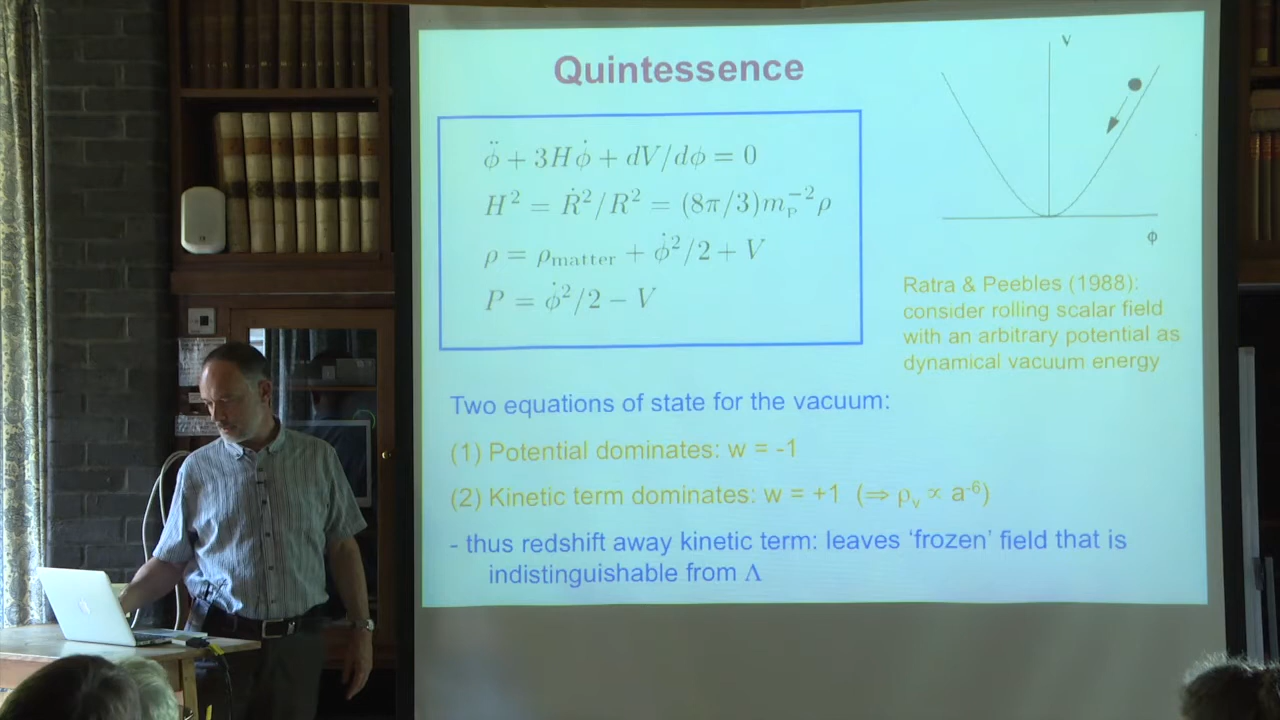 Quintessence
V
ϕ̈ + 3Hϕ̇ + dV/dϕ = 0
H² = Ṙ²/R² = (8π/3)m_P⁻²ρ
ρ = ρ_matter + ϕ̇²/2 + V
P = ϕ̇²/2 − V
ϕ
Ratra & Peebles (1988):
consider rolling scalar field
with an arbitrary potential as
dynamical vacuum energy
Two equations of state for the vacuum:
(1) Potential dominates: w = -1
(2) Kinetic term dominates: w = +1 (⇒ ρᵥ ∝ a⁻⁶)
- thus redshift away kinetic term: leaves ‘frozen’ field that is
indistinguishable from Λ